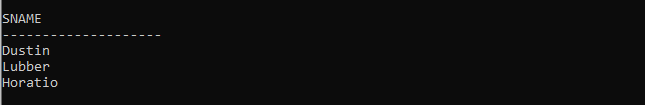 SNAME
--------------------
Dustin
Lubber
Horatio